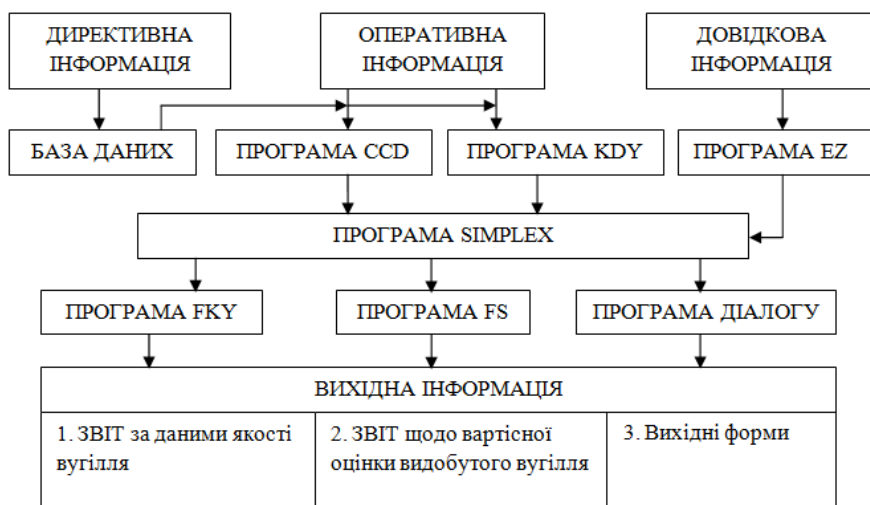 ДИРЕКТИВНА
ІНФОРМАЦІЯ
ОПЕРАТИВНА
ІНФОРМАЦІЯ
ДОВІДКОВА
ІНФОРМАЦІЯ
БАЗА ДАНИХ
ПРОГРАМА CCD
ПРОГРАМА KDY
ПРОГРАМА EZ
ПРОГРАМА SIMPLEX
ПРОГРАМА FKY
ПРОГРАМА FS
ПРОГРАМА ДІАЛОГУ
ВИХІДНА ІНФОРМАЦІЯ
1. ЗВІТ за даними якості
вугілля
2. ЗВІТ щодо вартісної
оцінки видобутого вугілля
3. Вихідні форми